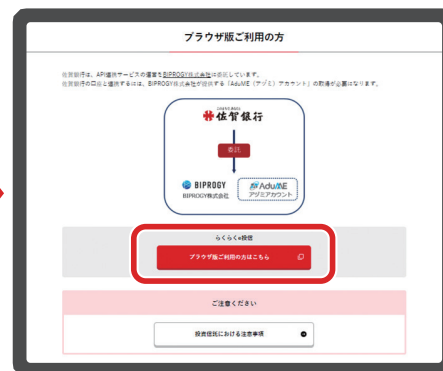 ブラウザ版ご利用の方
佐賀銀行は、API連携サービスの運営をBIPROGY株式会社に委託しています。
佐賀銀行の口座と連携するには、BIPROGY株式会社が提供する「AduME（アヅミ）アカウント」の取得が必要になります。
佐賀銀行
委託
BIPROGY
BIPROGY株式会社
AduME
アヅミアカウント
らくらくe投信
ブラウザ版ご利用の方はこちら
ご注意ください
投資信託における注意事項